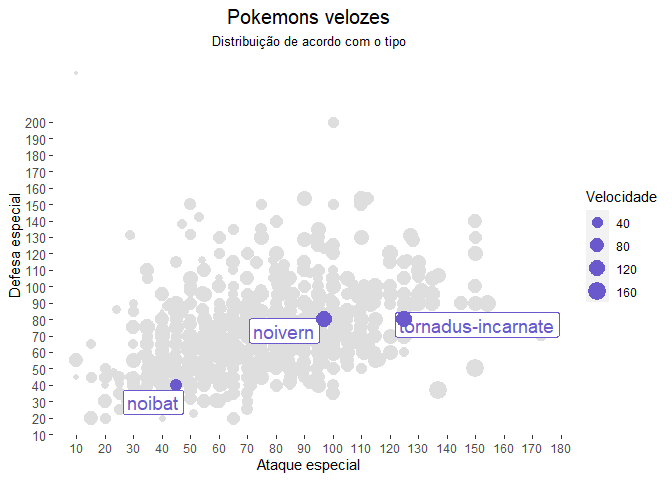 Pokemons velozes
Distribuição de acordo com o tipo
Defesa especial
200
190
180
170
160
150
140
130
120
110
100
90
80
70
60
50
40
30
20
10
noivern
tornadus-incarnate
noibat
10 20 30 40 50 60 70 80 90 100 110 120 130 140 150 160 170 180
Ataque especial
Velocidade
40
80
120
160